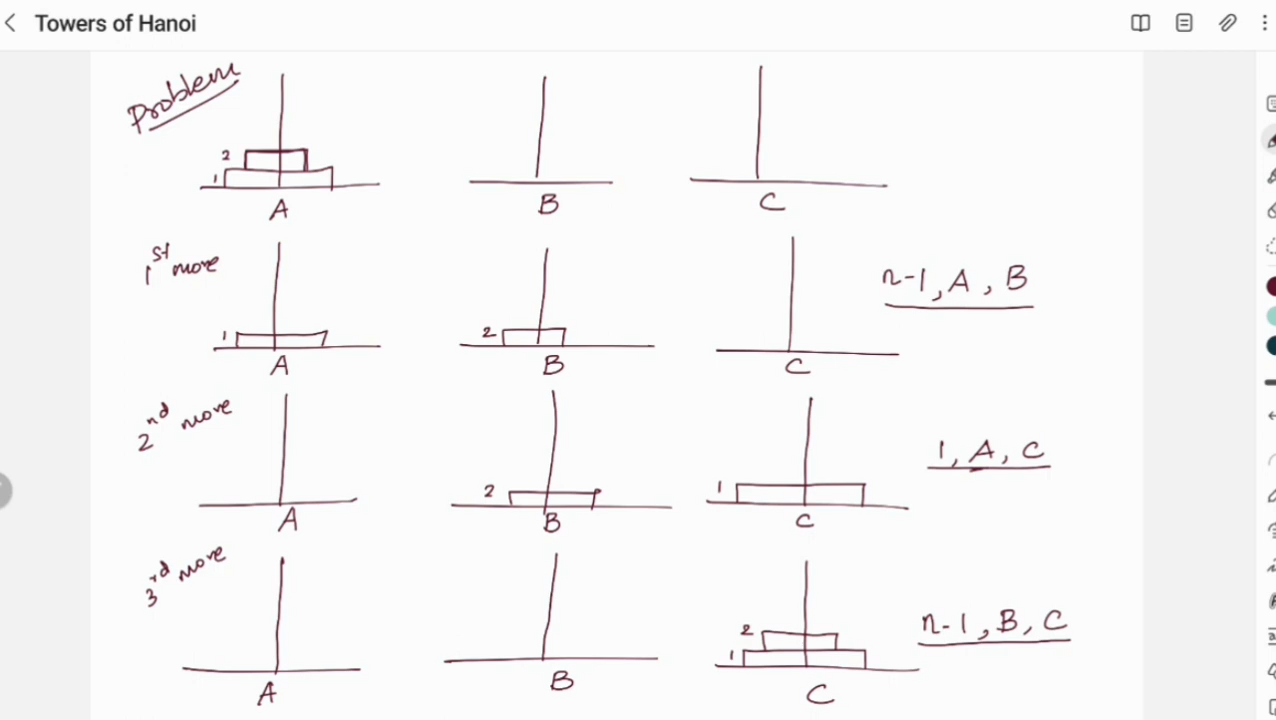 Towers of Hanoi
Problem
2
1
A B C
1st move
n-1, A, B
1 2
A B C
2nd move
1, A, C
2 1
A B C
3rd move
n-1, B, C
2
1
A B C